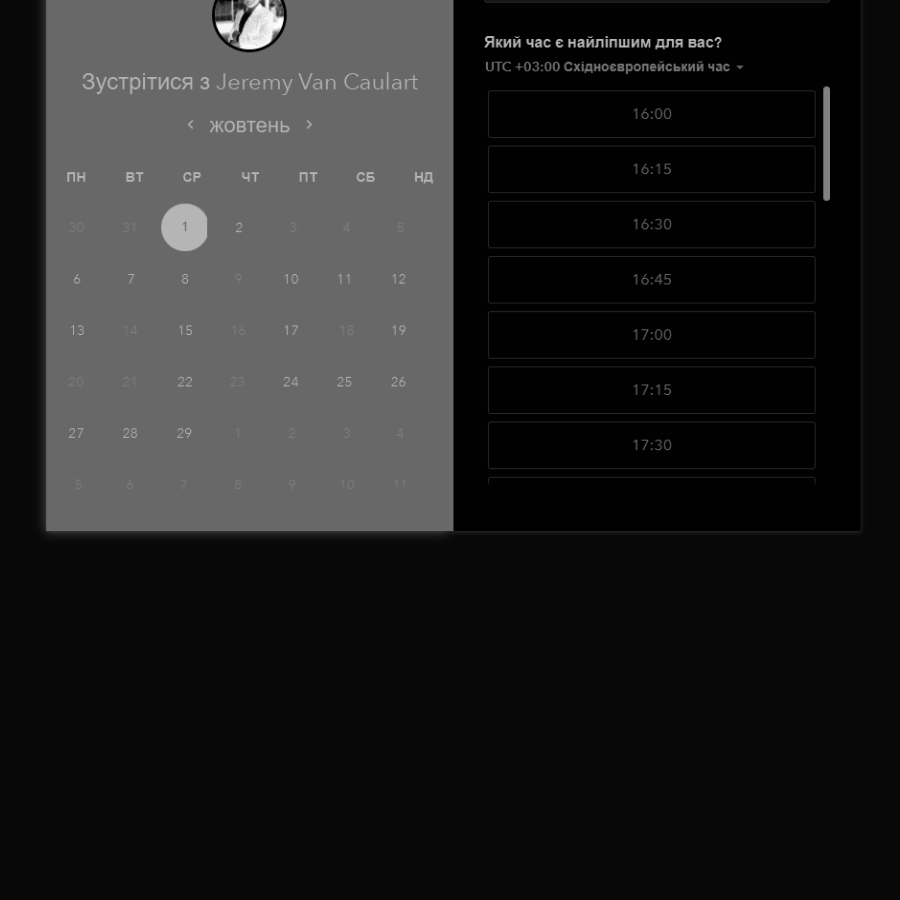 Зустрітися з Jeremy Van Caulart
жовтень
ПН ВТ СР ЧТ ПТ СБ НД
30 31 1 2 3 4 5
6 7 8 9 10 11 12
13 14 15 16 17 18 19
20 21 22 23 24 25 26
27 28 29 1 2 3 4
5 6 7 8 9 10 11
Який час є найліпшим для вас?
UTC +03:00 Східноєвропейський час
16:00
16:15
16:30
16:45
17:00
17:15
17:30